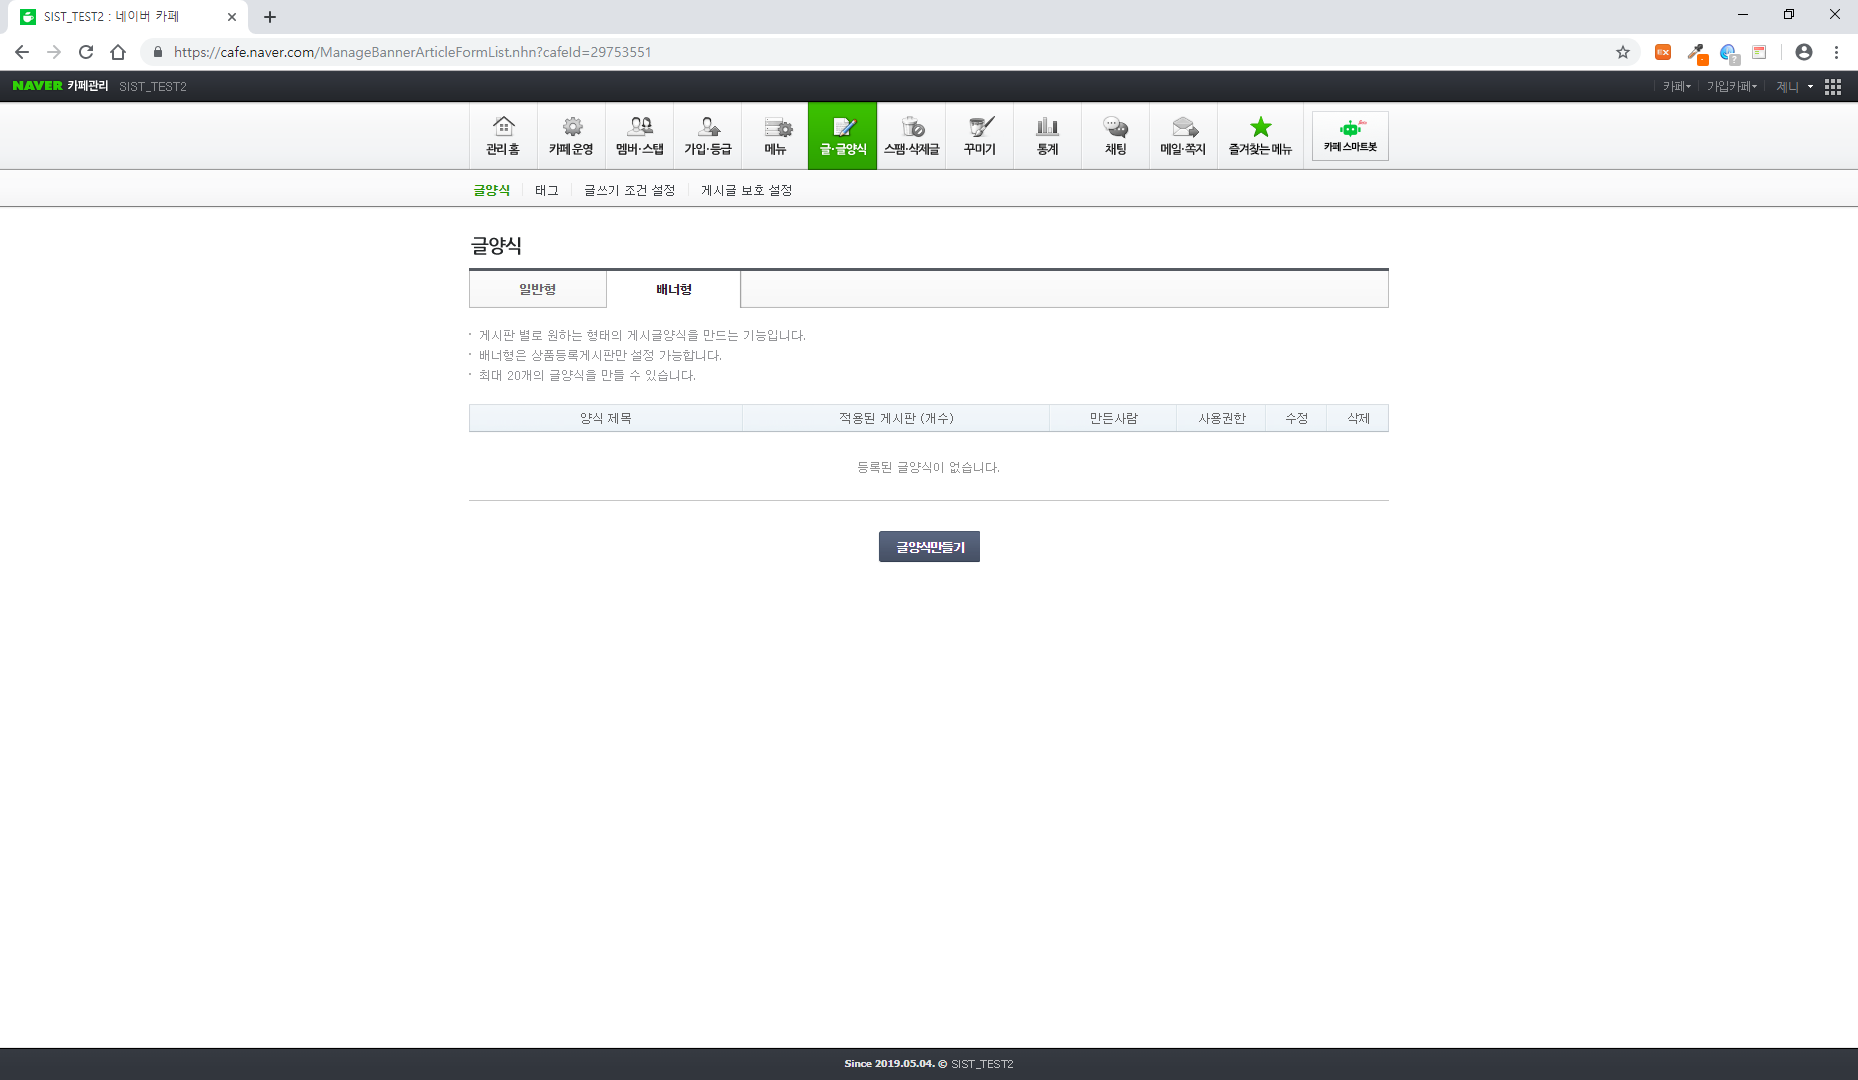 SIST_TEST2 : 네이버 카페
https://cafe.naver.com/ManageBannerArticleFormList.nhn?cafeId=29753551
NAVER 카페관리 SIST_TEST2 카페 가입카페 제니
관리 홈 카페 운영 멤버·스탭 가입·등급 메뉴 글·글양식 스팸·삭제글 꾸미기 통계 채팅 메일·쪽지 즐겨찾는 메뉴 카페 스마트봇
글양식 태그 글쓰기 조건 설정 게시글 보호 설정
글양식
일반형 배너형
· 게시판 별로 원하는 형태의 게시글양식을 만드는 기능입니다.
· 배너형은 상품등록게시판만 설정 가능합니다.
· 최대 20개의 글양식을 만들 수 있습니다.
양식 제목 적용된 게시판 (개수) 만든사람 사용권한 수정 삭제
등록된 글양식이 없습니다.
글양식만들기
Since 2019.05.04. © SIST_TEST2